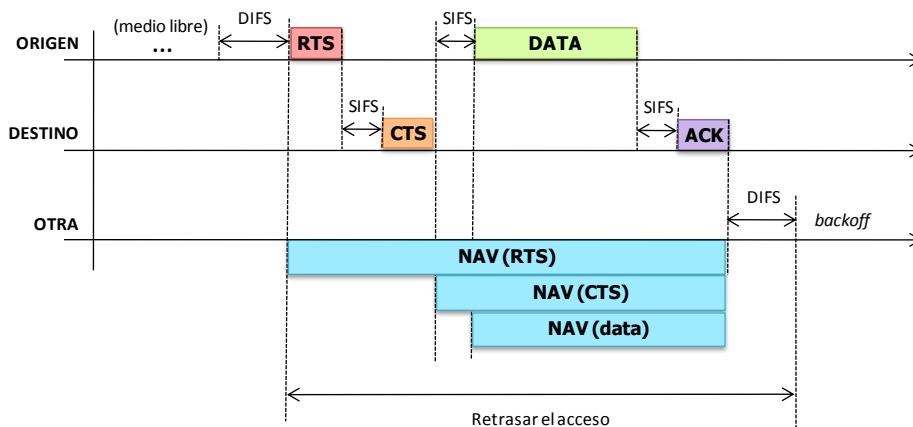 (medio libre)
...
DIFS
SIFS
ORIGEN
RTS
DATA
SIFS
SIFS
DESTINO
CTS
ACK
DIFS
OTRA
backoff
NAV (RTS)
NAV (CTS)
NAV (data)
Retrasar el acceso